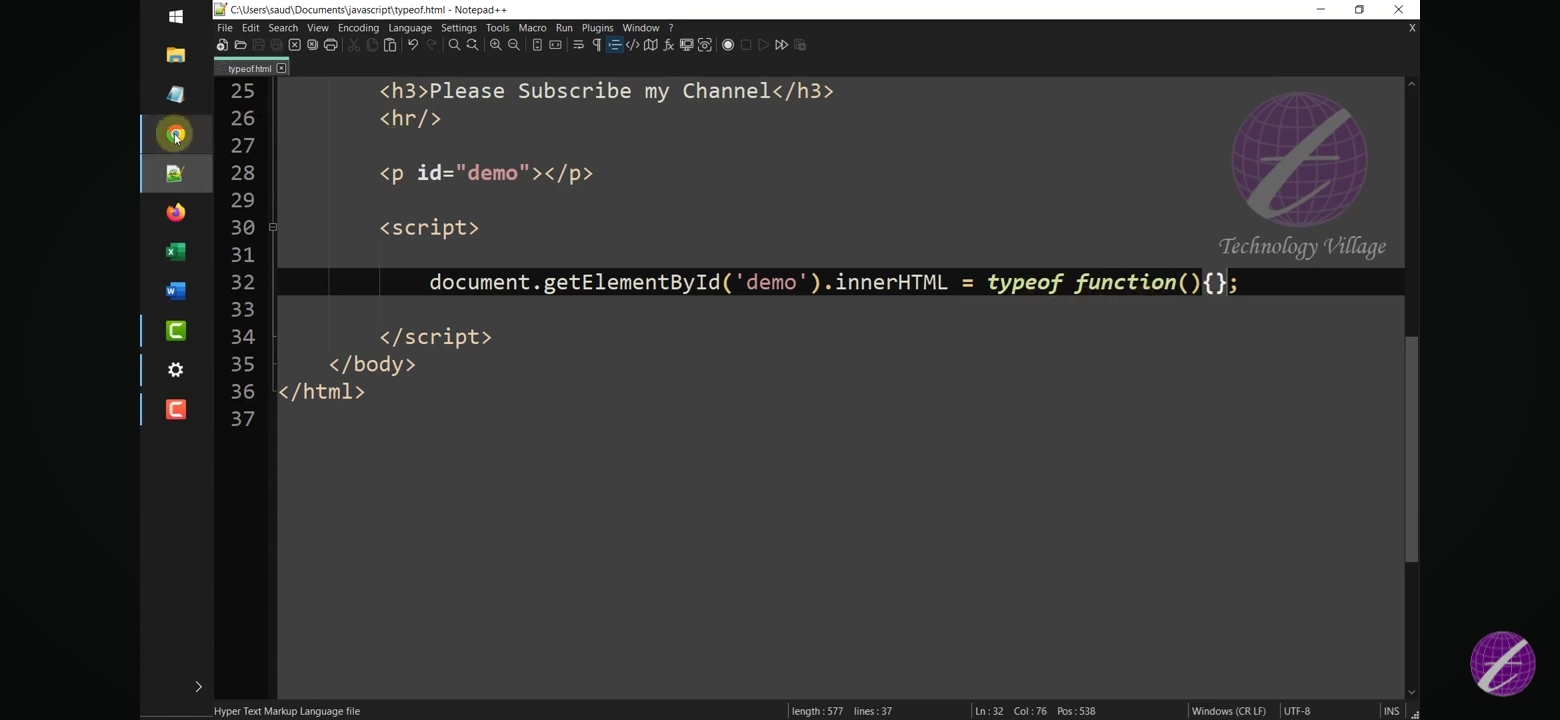 C:\Users\saud\Documents\javascript\typeof.html - Notepad++
File Edit Search View Encoding Language Settings Tools Macro Run Plugins Window ? X
typeof.html
25 <h3>Please Subscribe my Channel</h3>
26 <hr/>
27
28 <p id="demo"></p>
29
30 <script>
31
32 document.getElementById('demo').innerHTML = typeof function(){};
33
34 </script>
35 </body>
36 </html>
37
Technology Village
Hyper Text Markup Language file length : 577 lines : 37 Ln : 32 Col : 76 Pos : 538 Windows (CR LF) UTF-8 INS